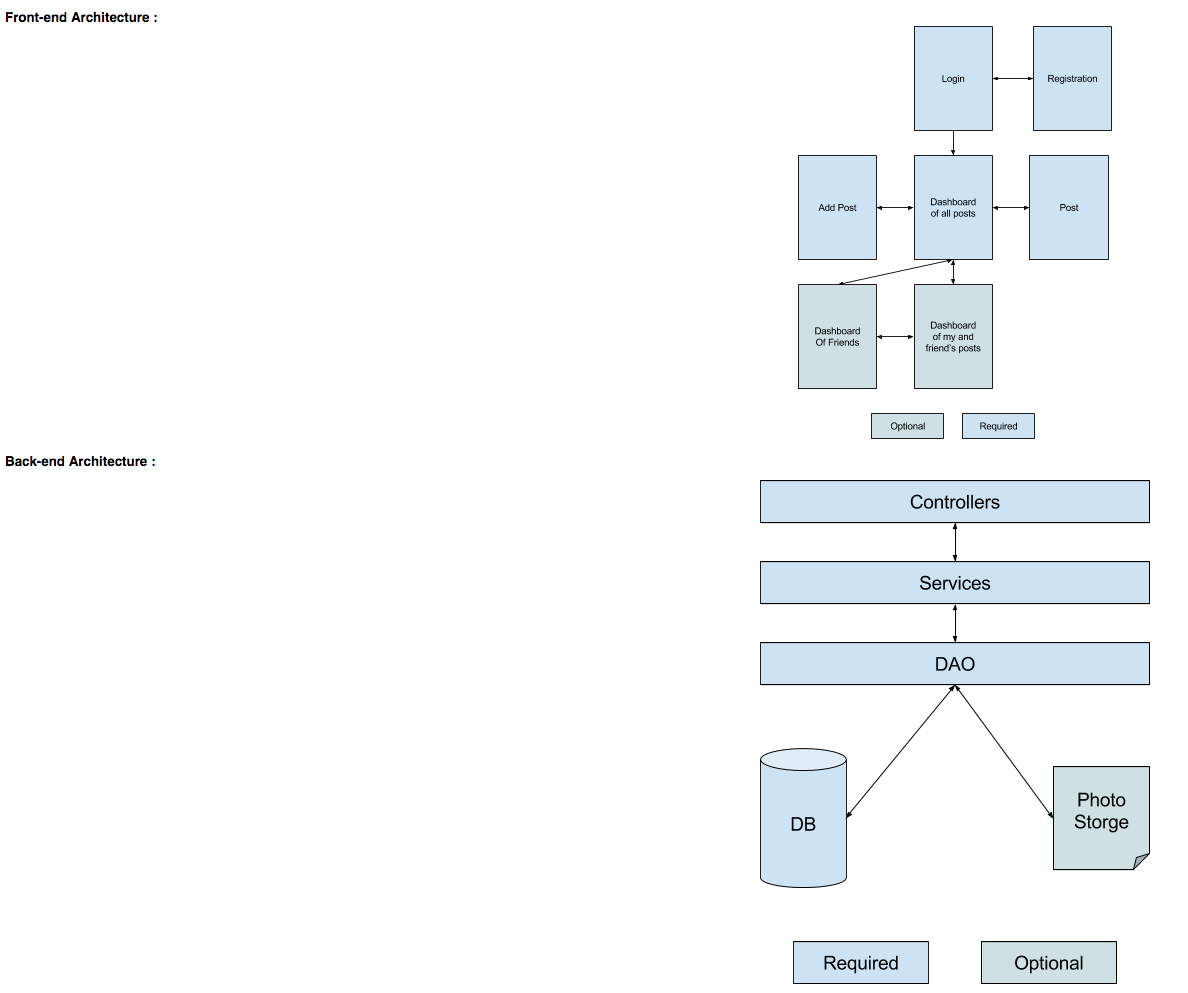 Front-end Architecture :
Login
Registration
Add Post
Dashboard
of all posts
Post
Dashboard
Of Friends
Dashboard
of my and
friend's posts
Optional
Required
Back-end Architecture :
Controllers
Services
DAO
DB
Photo
Storge
Required
Optional